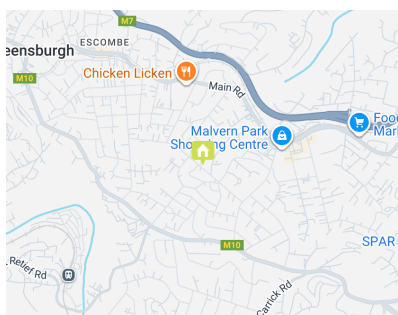 M7
ESCOMBE
eensburgh
M10
Chicken Licken
Main Rd
Malvern Park
Shopping Centre
Food
Mar
M10
SPAR
. Retief Rd
Carrick Rd